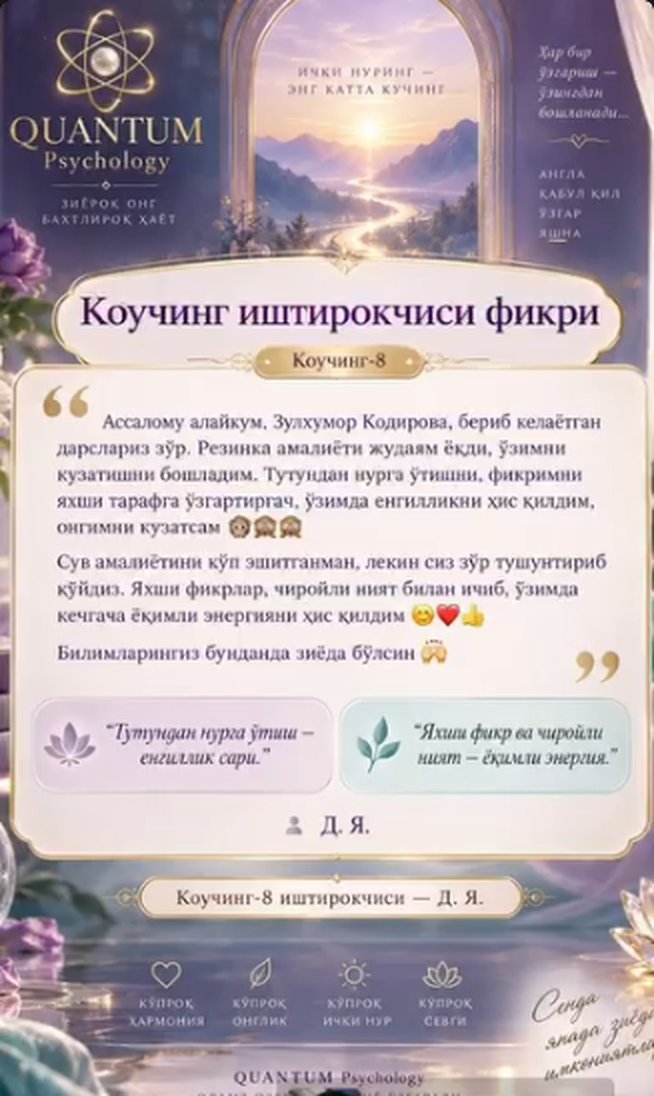 QUANTUM
Psychology
ЗИЁРОҚ ОНГ
БАХТЛИРОҚ ҲАЁТ
ИЧКИ НУРИНГ —
ЭНГ КАТТА КУЧИНГ
Ҳар бир
ўзгариш —
ўзингдан
бошланади...
АНГЛА
ҚАБУЛ ҚИЛ
ЎЗГАР
ЯШНА
Коучинг иштирокчиси фикри
Коучинг-8
“ Ассалому алайкум, Зулхумор Кодирова, бериб келаётган
дарслариз зўр. Резинка амалиёти жудаям ёқди, ўзимни
кузатишни бошладим. Тутундан нурга ўтишни, фикримни
яхши тарафга ўзгартиргач, ўзимда енгилликни ҳис қилдим,
онгимни кузатсам 🐵🙈🙈
Сув амалиётини кўп эшитганман, лекин сиз зўр тушунтириб
қўйдиз. Яхши фикрлар, чиройли ният билан ичиб, ўзимда
кечгача ёқимли энергияни ҳис қилдим 😊❤️👍
Билимларингиз бунданда зиёда бўлсин 🙌 ”
“Тутундан нурга ўтиш –
енгиллик сари.”
“Яхши фикр ва чиройли
ният – ёқимли энергия.”
Д. Я.
Коучинг-8 иштирокчиси — Д. Я.
КЎПРОҚ
ҲАРМОНИЯ
КЎПРОҚ
ОНГЛИК
КЎПРОҚ
ИЧКИ НУР
КЎПРОҚ
СЕВГИ
Сенда
янада зиёда
QUANTUM Psychology